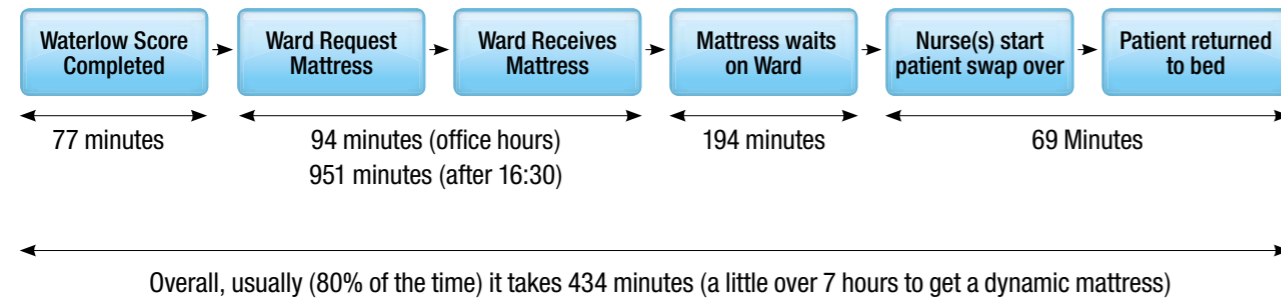 Waterlow Score
Completed
Ward Request
Mattress
Ward Receives
Mattress
Mattress waits
on Ward
Nurse(s) start
patient swap over
Patient returned
to bed
77 minutes
94 minutes (office hours)
951 minutes (after 16:30)
194 minutes
69 Minutes
Overall, usually (80% of the time) it takes 434 minutes (a little over 7 hours to get a dynamic mattress)